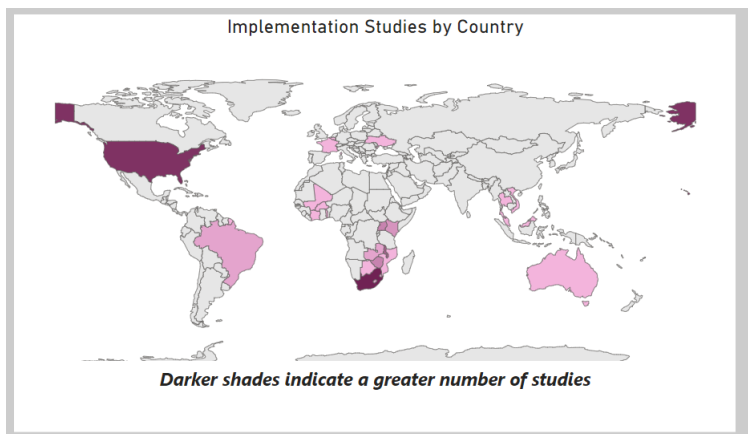 Implementation Studies by Country
Darker shades indicate a greater number of studies